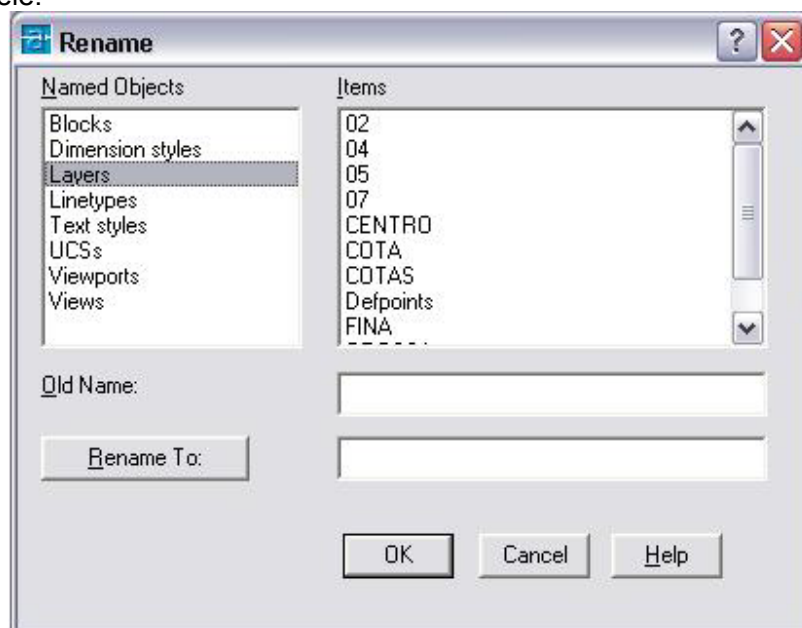 ele.
Rename
Named Objects
Blocks
Dimension styles
Layers
Linetypes
Text styles
UCSs
Viewports
Views
Items
02
04
05
07
CENTRO
COTA
COTAS
Defpoints
FINA
Old Name:
Rename To:
OK
Cancel
Help